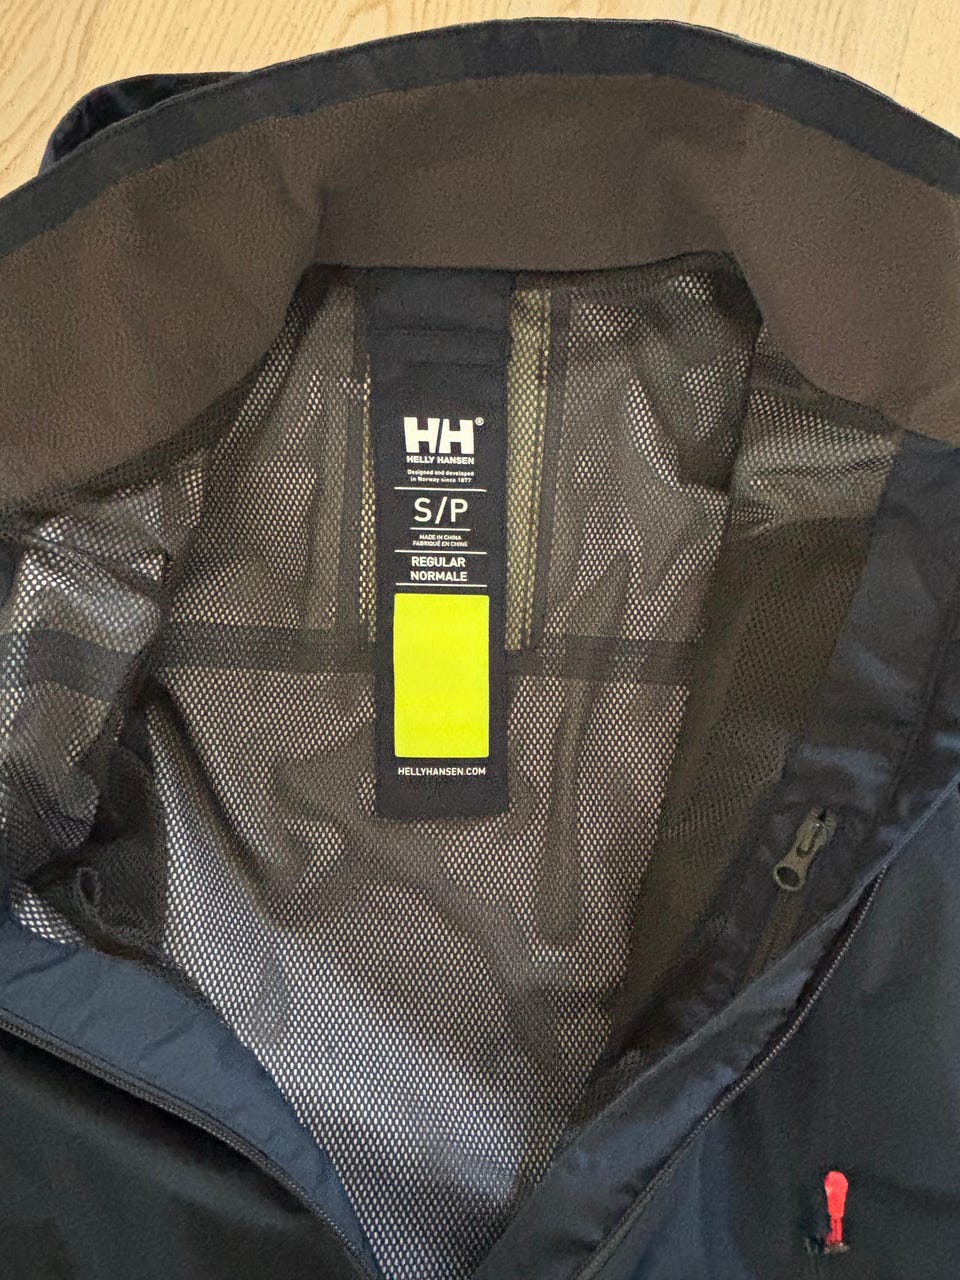 HH®
HELLY HANSEN
Designed and developed
in Norway since 1877
S/P
MADE IN CHINA
FABRIQUÉ EN CHINE
REGULAR
NORMALE
HELLYHANSEN.COM